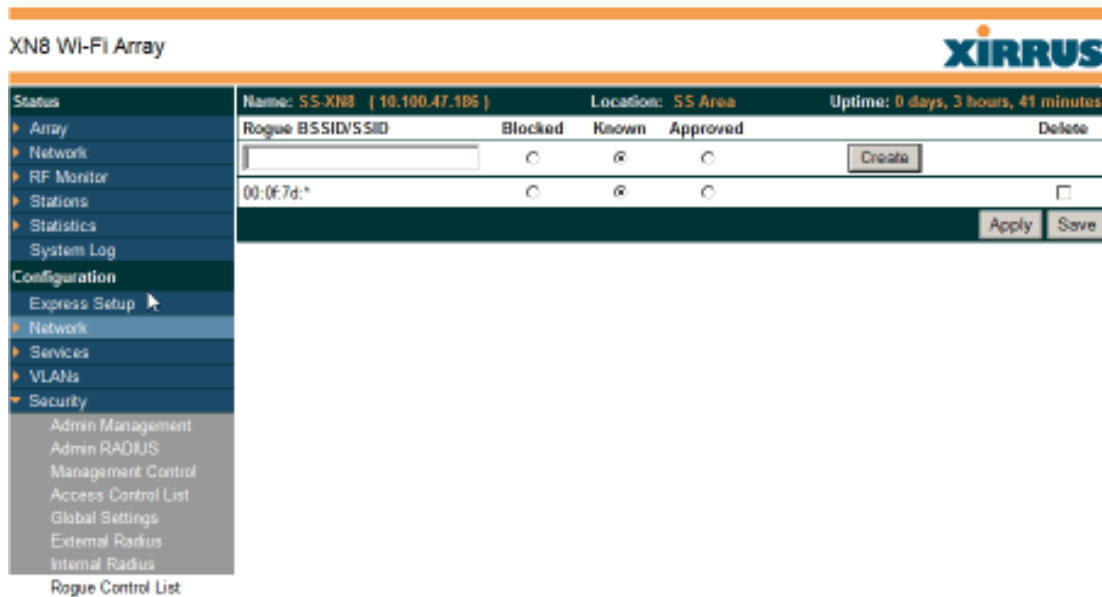 XN8 Wi-Fi Array
XIRRUS
Status
Name: SS-XN8 ( 10.100.47.186 ) Location: SS Area Uptime: 0 days, 3 hours, 41 minutes
Array
Rogue BSSID/SSID Blocked Known Approved Delete
Network
Create
RF Monitor
Stations
00:0f:7d:*
Statistics
Apply Save
System Log
Configuration
Express Setup
Network
Services
VLANs
Security
Admin Management
Admin RADIUS
Management Control
Access Control List
Global Settings
External Radius
Internal Radius
Rogue Control List